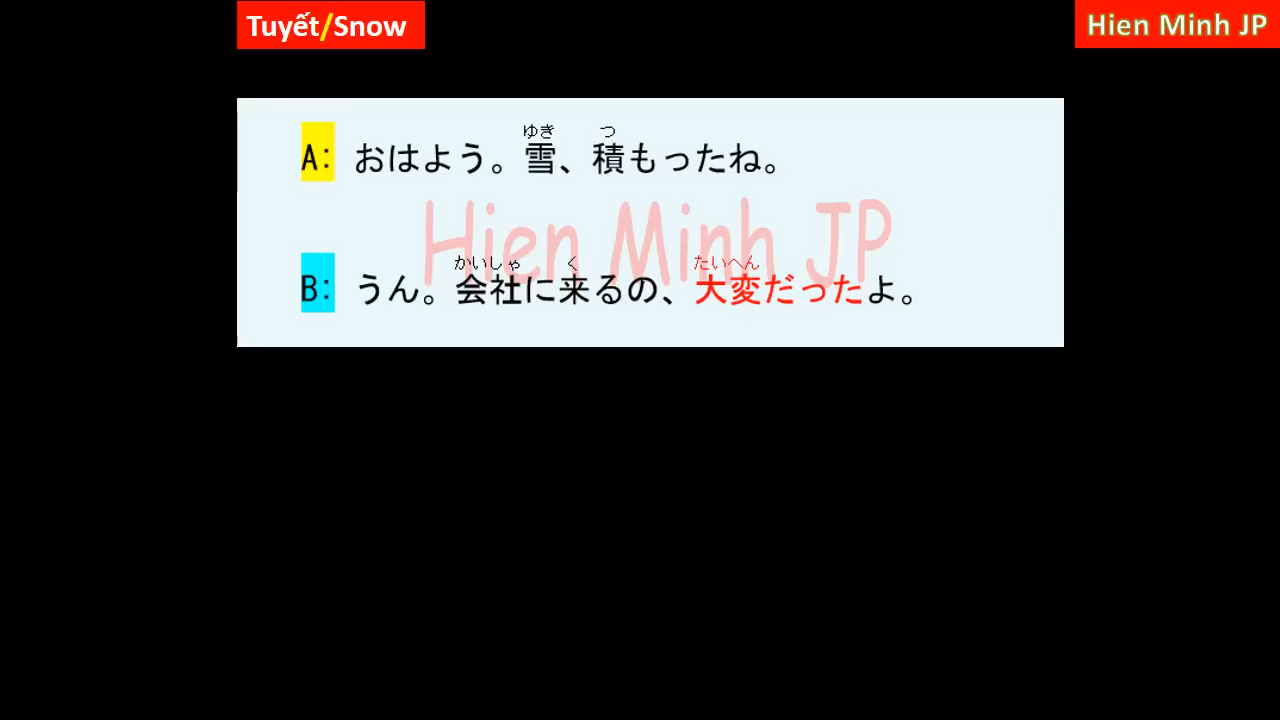 Tuyết/Snow
Hien Minh JP
ゆき つ
A: おはよう。雪、積もったね。
Hien Minh JP
かいしゃ く たいへん
B: うん。会社に来るの、大変だったよ。